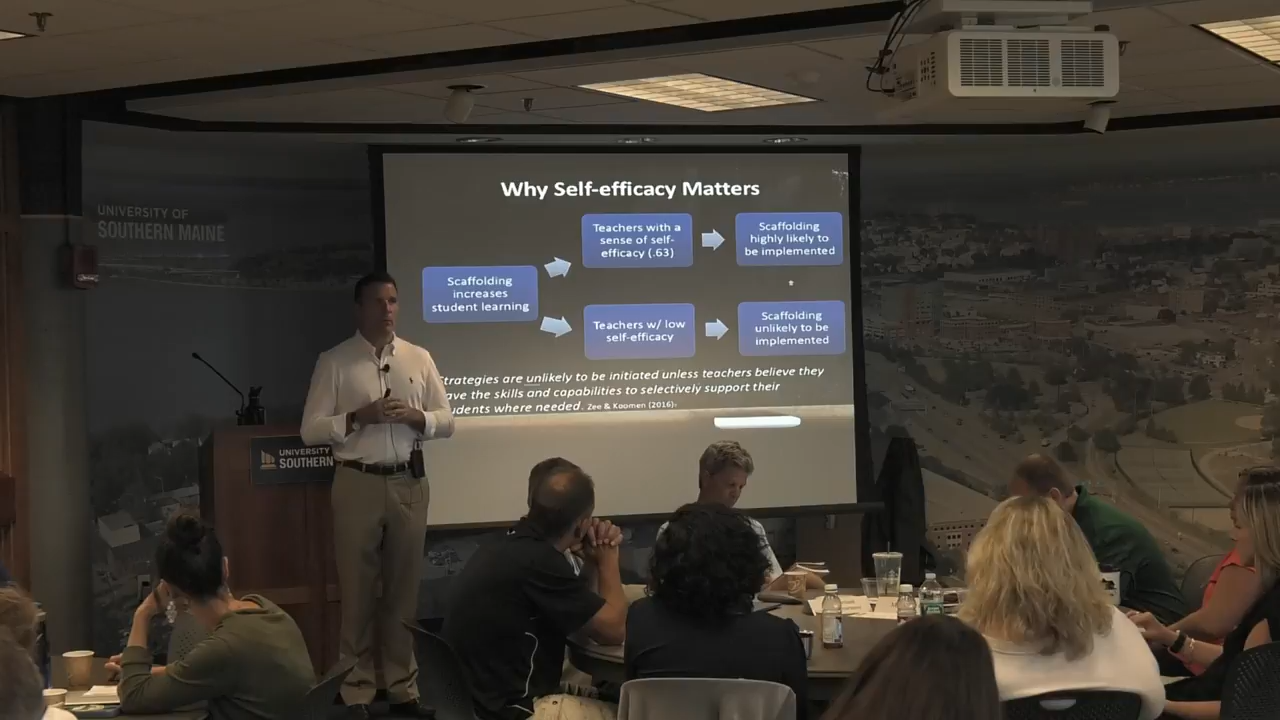 UNIVERSITY OF
SOUTHERN MAINE
Why Self-efficacy Matters
Teachers with a
sense of self-
efficacy (.63)
Scaffolding
highly likely to
be implemented
Scaffolding
increases
student learning
Teachers w/ low
self-efficacy
Scaffolding
unlikely to be
implemented
trategies are unlikely to be initiated unless teachers believe they
ave the skills and capabilities to selectively support their
udents where needed. Zee & Koomen (2016)
UNIVERSITY
SOUTHERN